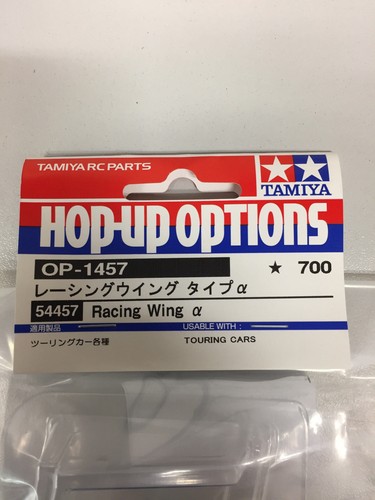 TAMIYA RC PARTS
TAMIYA
HOP-UP OPTIONS
OP-1457
★ 700
レーシングウイング タイプα
54457 Racing Wing α
適用製品
USABLE WITH :
ツーリングカー各種
TOURING CARS